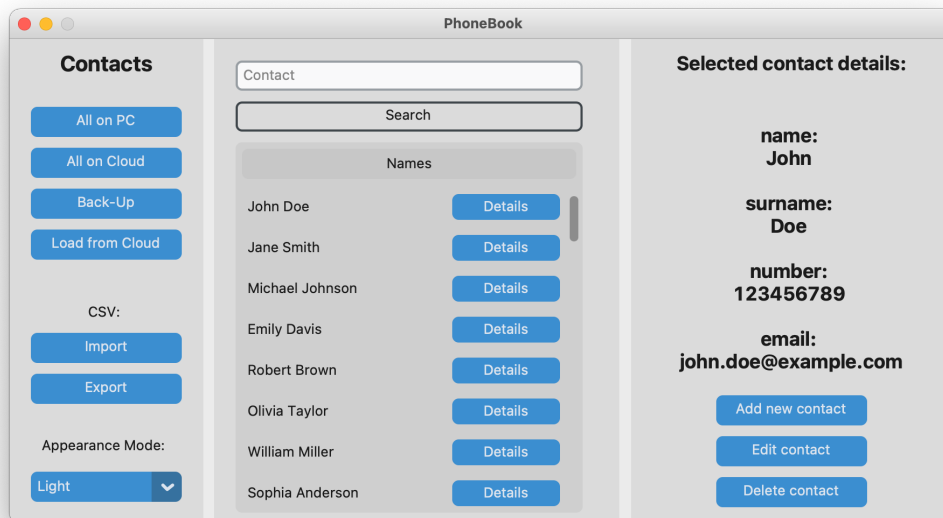 PhoneBook
Contacts
All on PC
All on Cloud
Back-Up
Load from Cloud
CSV:
Import
Export
Appearance Mode:
Light
Contact
Search
Names
John Doe Details
Jane Smith Details
Michael Johnson Details
Emily Davis Details
Robert Brown Details
Olivia Taylor Details
William Miller Details
Sophia Anderson Details
Selected contact details:
name:
John
surname:
Doe
number:
123456789
email:
john.doe@example.com
Add new contact
Edit contact
Delete contact